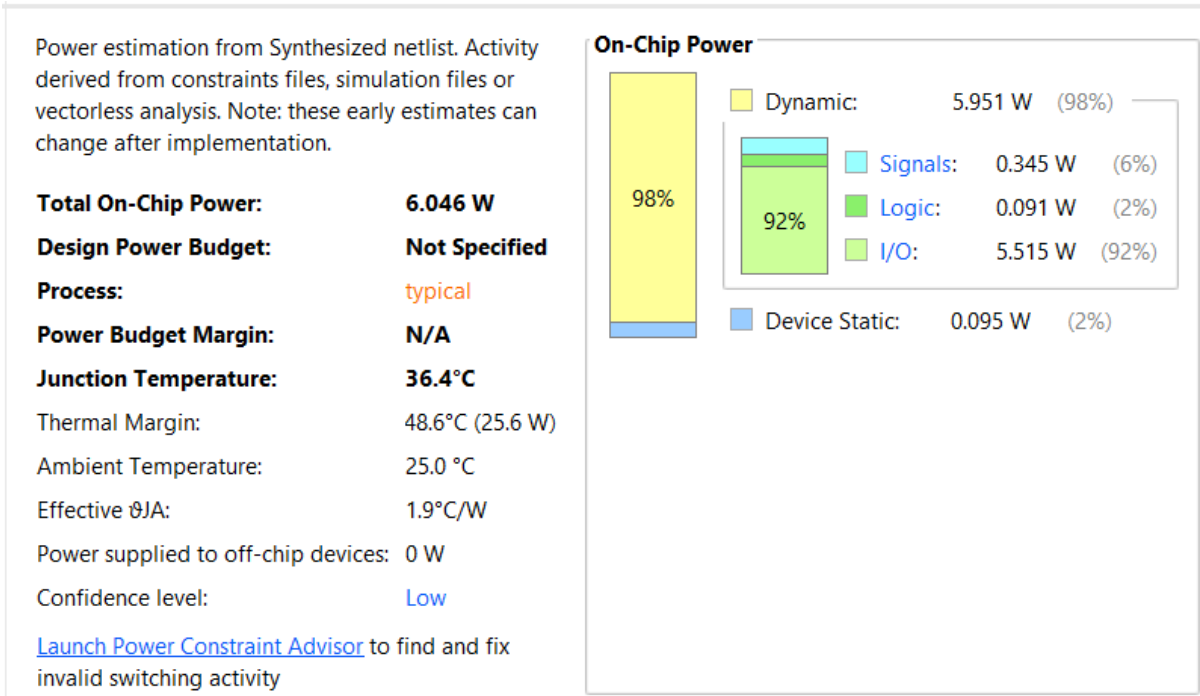 Power estimation from Synthesized netlist. Activity
derived from constraints files, simulation files or
vectorless analysis. Note: these early estimates can
change after implementation.
Total On-Chip Power: 6.046 W
Design Power Budget: Not Specified
Process: typical
Power Budget Margin: N/A
Junction Temperature: 36.4°C
Thermal Margin: 48.6°C (25.6 W)
Ambient Temperature: 25.0 °C
Effective ϑJA: 1.9°C/W
Power supplied to off-chip devices: 0 W
Confidence level: Low
Launch Power Constraint Advisor to find and fix
invalid switching activity
On-Chip Power
98%
Dynamic: 5.951 W (98%)
92%
Signals: 0.345 W (6%)
Logic: 0.091 W (2%)
I/O: 5.515 W (92%)
Device Static: 0.095 W (2%)